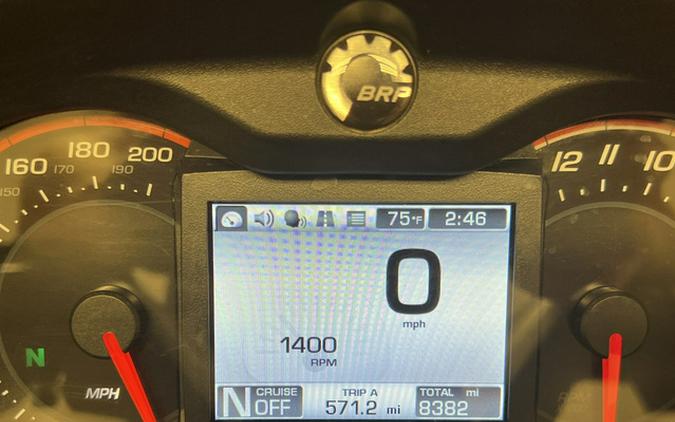 BRP
160 180 200
150 170 190
12 11 10
75°F 2:46
0
mph
1400
RPM
N
MPH
N CRUISE OFF
TRIP A
571.2 mi
TOTAL mi
8382
RPM